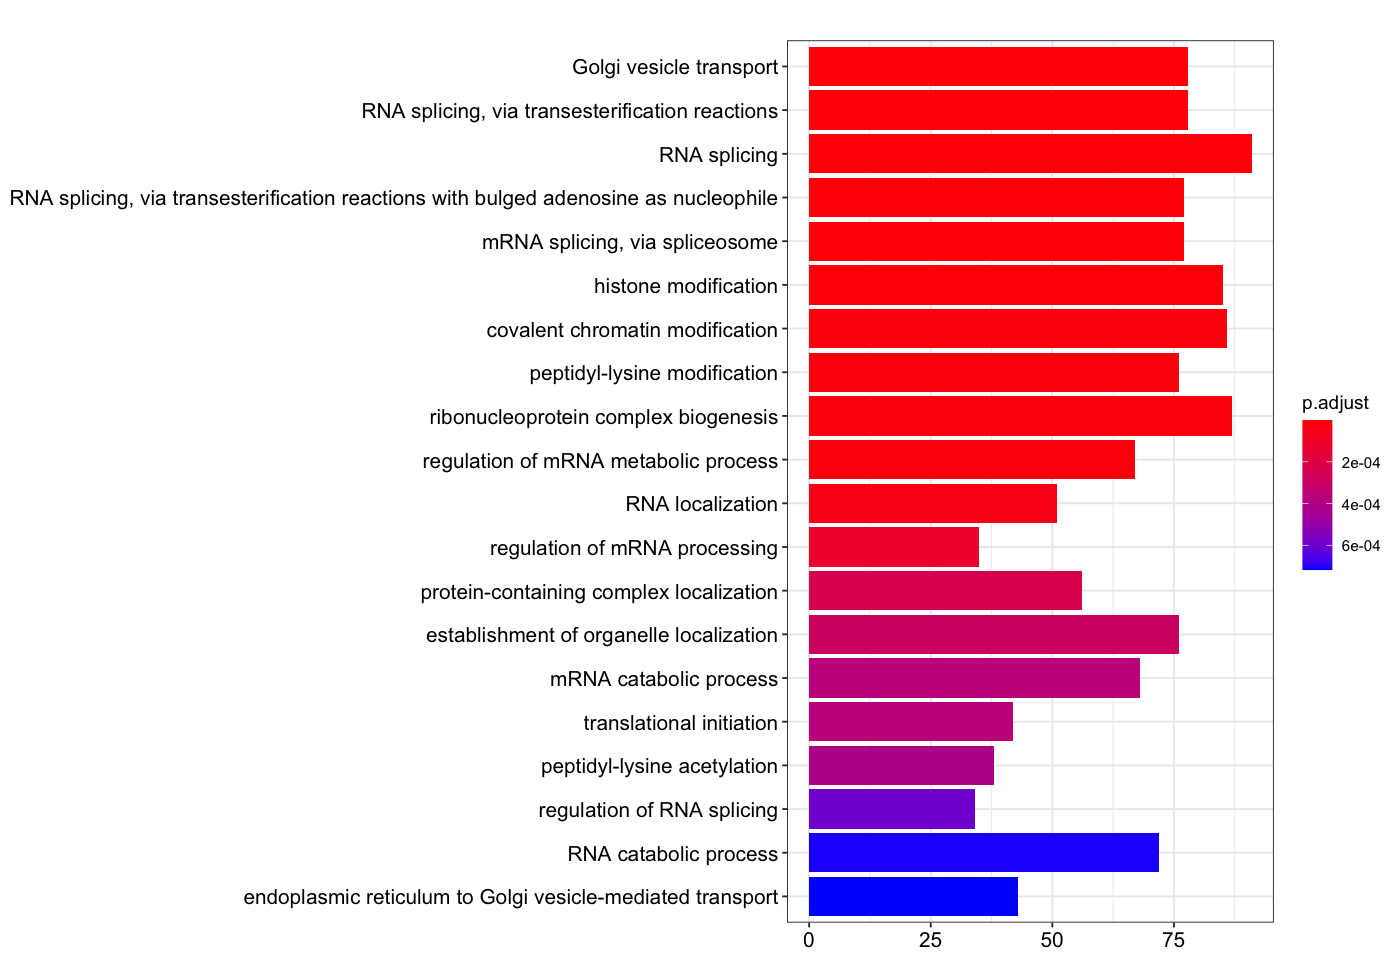 Golgi vesicle transport
RNA splicing, via transesterification reactions
RNA splicing
RNA splicing, via transesterification reactions with bulged adenosine as nucleophile
mRNA splicing, via spliceosome
histone modification
covalent chromatin modification
peptidyl-lysine modification
ribonucleoprotein complex biogenesis
regulation of mRNA metabolic process
RNA localization
regulation of mRNA processing
protein-containing complex localization
establishment of organelle localization
mRNA catabolic process
translational initiation
peptidyl-lysine acetylation
regulation of RNA splicing
RNA catabolic process
endoplasmic reticulum to Golgi vesicle-mediated transport
0 25 50 75
p.adjust
2e-04
4e-04
6e-04